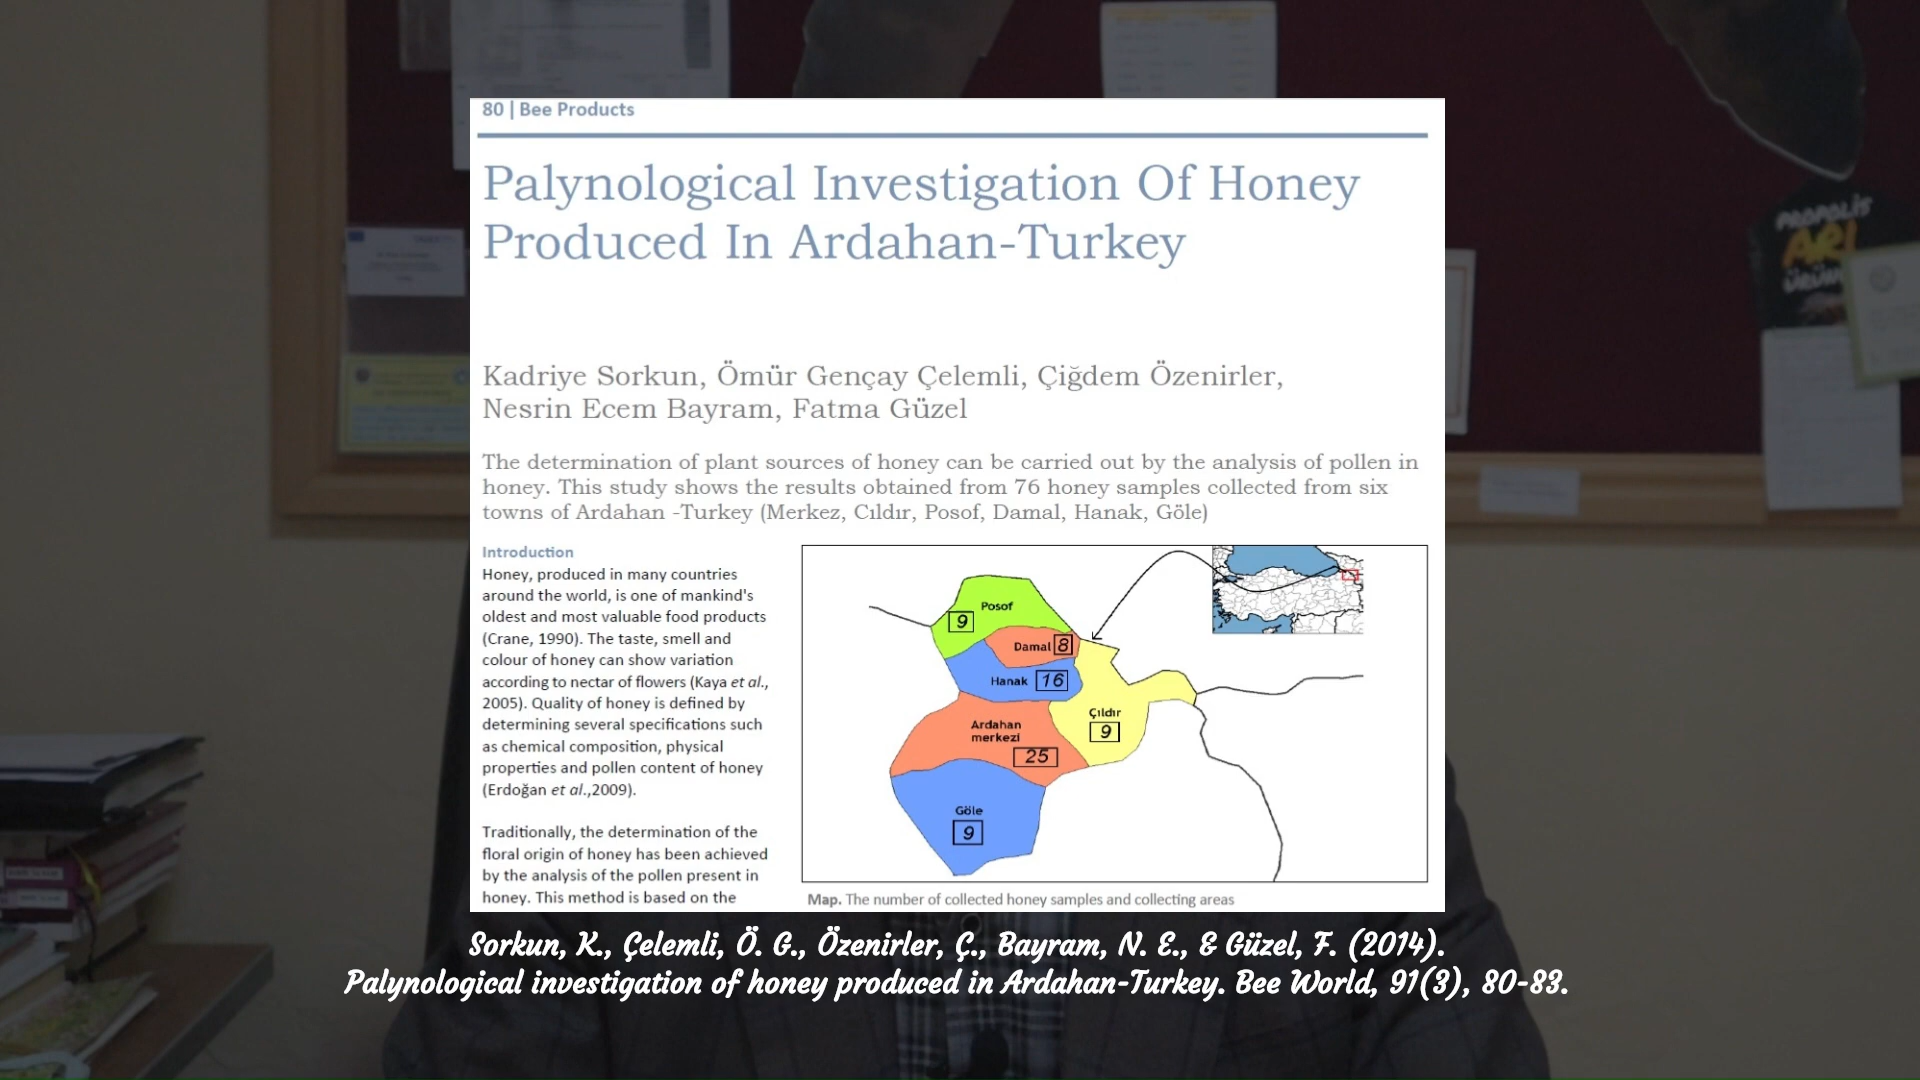 80 | Bee Products
Palynological Investigation Of Honey
Produced In Ardahan-Turkey
Kadriye Sorkun, Ömür Gençay Çelemli, Çiğdem Özenirler,
Nesrin Ecem Bayram, Fatma Güzel
The determination of plant sources of honey can be carried out by the analysis of pollen in
honey. This study shows the results obtained from 76 honey samples collected from six
towns of Ardahan -Turkey (Merkez, Cıldır, Posof, Damal, Hanak, Göle)
Introduction
Honey, produced in many countries
around the world, is one of mankind's
oldest and most valuable food products
(Crane, 1990). The taste, smell and
colour of honey can show variation
according to nectar of flowers (Kaya et al.,
2005). Quality of honey is defined by
determining several specifications such
as chemical composition, physical
properties and pollen content of honey
(Erdoğan et al.,2009).
Traditionally, the determination of the
floral origin of honey has been achieved
by the analysis of the pollen present in
honey. This method is based on the
Posof
9
Damal 8
Hanak 16
Çıldır
9
Ardahan
merkezi
25
Göle
9
Map. The number of collected honey samples and collecting areas
PROPOLİS
ARI
Sorkun, K., Çelemli, Ö. G., Özenirler, Ç., Bayram, N. E., & Güzel, F. (2014).
Palynological investigation of honey produced in Ardahan-Turkey. Bee World, 91(3), 80-83.